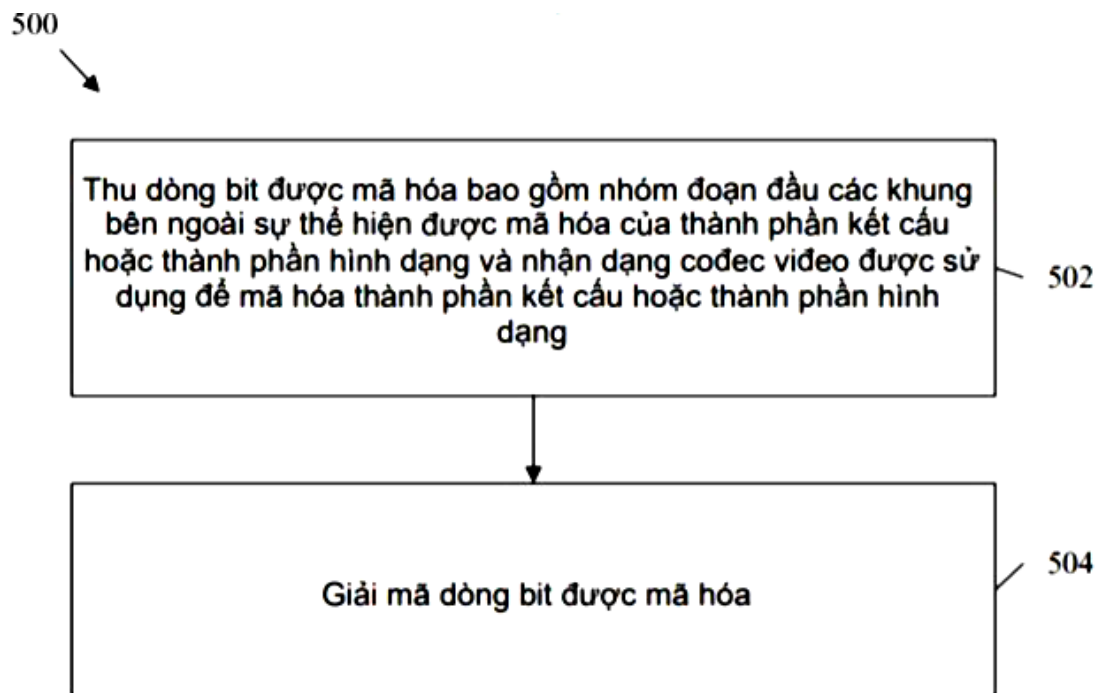 500
Thu dòng bit được mã hóa bao gồm nhóm đoạn đầu các khung
bên ngoài sự thể hiện được mã hóa của thành phần kết cấu
hoặc thành phần hình dạng và nhận dạng cođec viđeo được sử
dụng để mã hóa thành phần kết cấu hoặc thành phần hình
dạng
502
Giải mã dòng bit được mã hóa
504